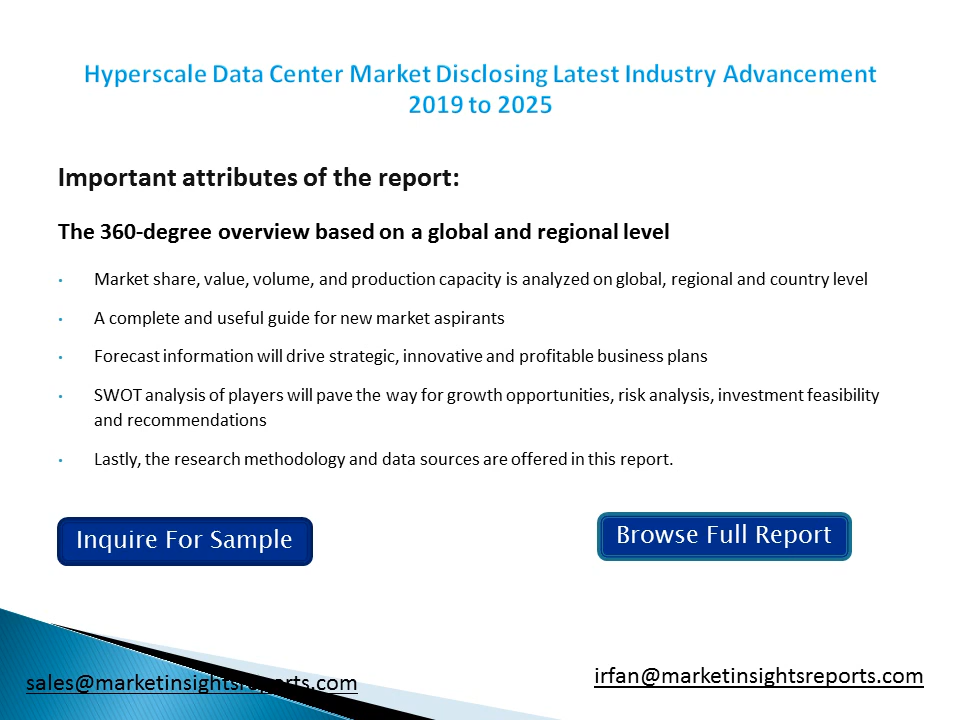 Hyperscale Data Center Market Disclosing Latest Industry Advancement
2019 to 2025
Important attributes of the report:
The 360-degree overview based on a global and regional level
Market share, value, volume, and production capacity is analyzed on global, regional and country level
A complete and useful guide for new market aspirants
Forecast information will drive strategic, innovative and profitable business plans
SWOT analysis of players will pave the way for growth opportunities, risk analysis, investment feasibility
and recommendations
Lastly, the research methodology and data sources are offered in this report.
Inquire For Sample
Browse Full Report
sales@marketinsightsreports.com
irfan@marketinsightsreports.com